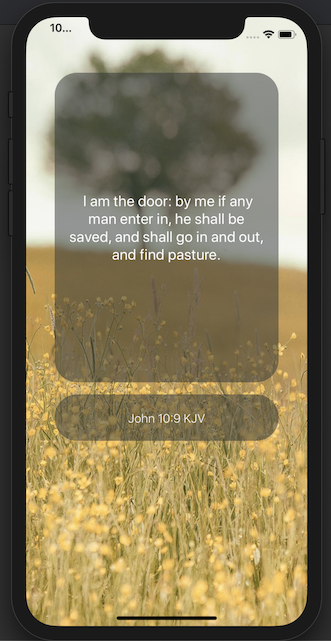 10...
I am the door: by me if any
man enter in, he shall be
saved, and shall go in and out,
and find pasture.
John 10:9 KJV